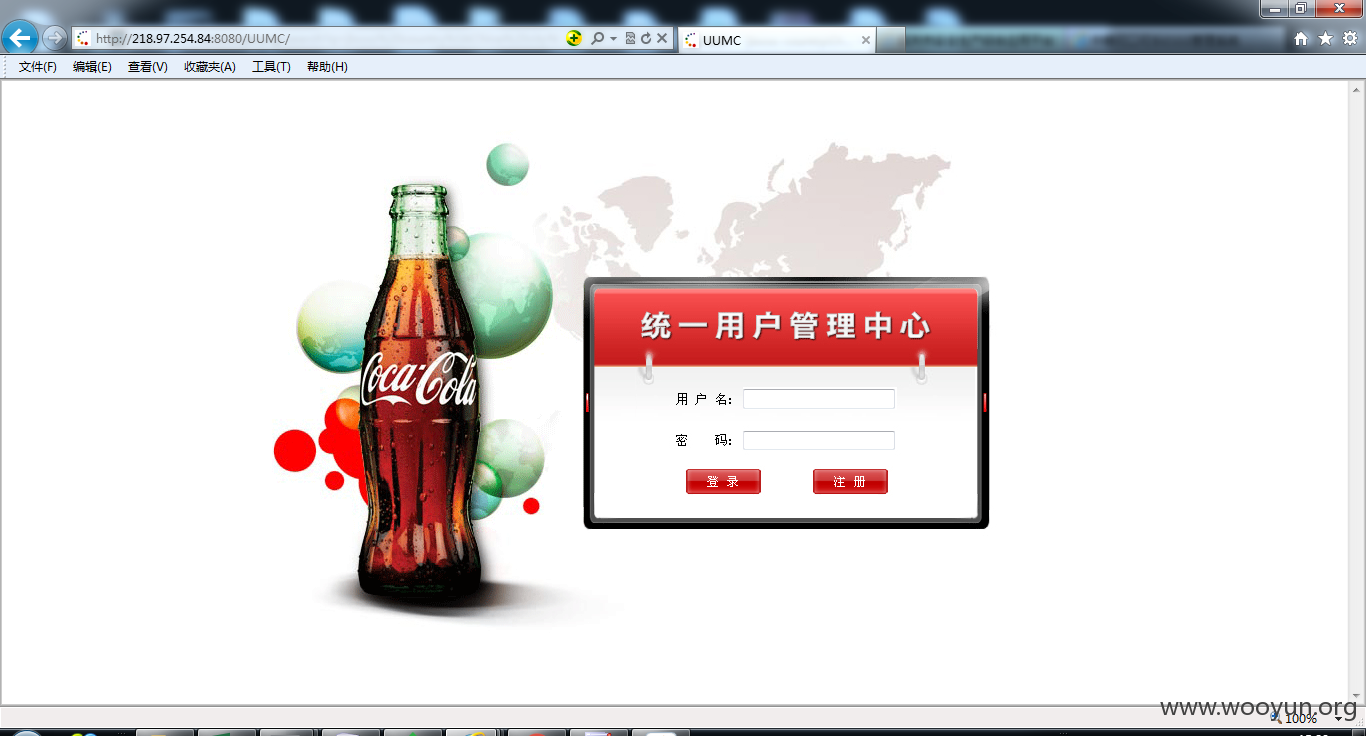 http://218.97.254.84:8080/UUMC/
UUMC
文件(F) 编辑(E) 查看(V) 收藏夹(A) 工具(T) 帮助(H)
Coca-Cola
统一用户管理中心
用 户 名:
密 码:
登 录 注 册
www.wooyun.org
100%